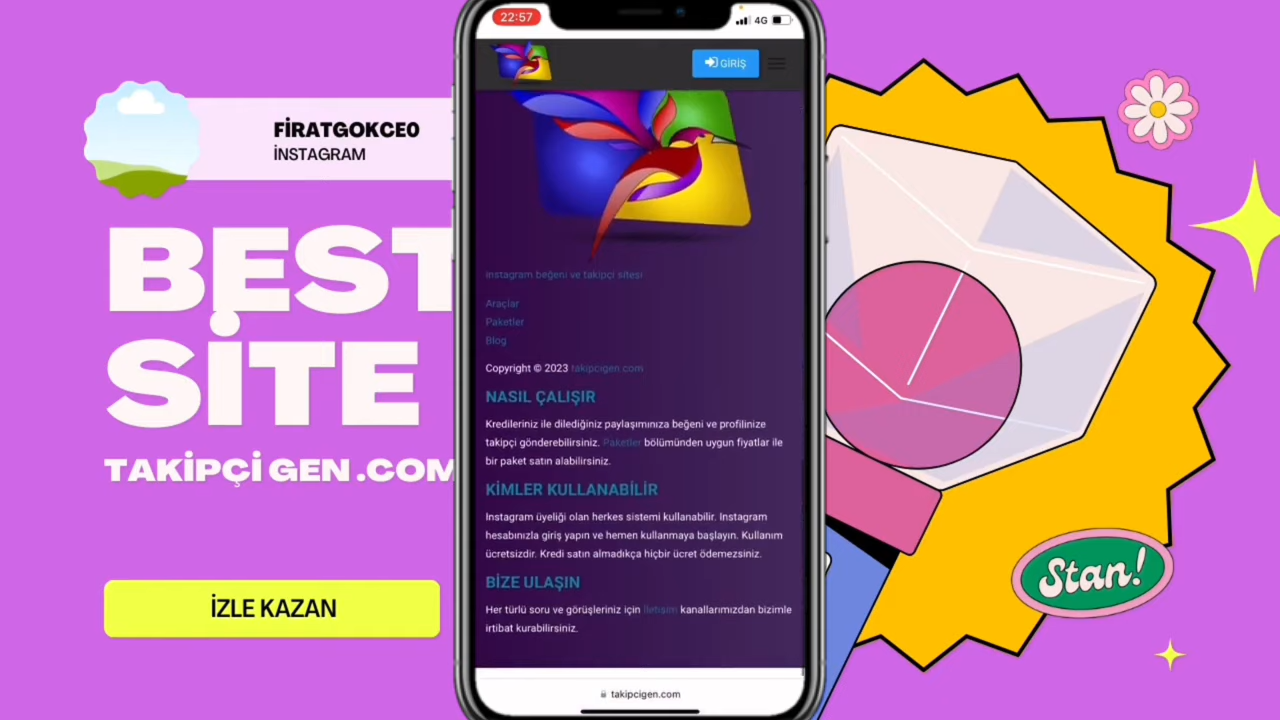 FİRATGOKCE0
İNSTAGRAM
BEST
SİTE
TAKİPÇİ GEN .COM
İZLE KAZAN
22:57
4G
GİRİŞ
instagram beğeni ve takipçi sitesi
Araçlar
Paketler
Blog
Copyright © 2023 takipcigen.com
NASIL ÇALIŞIR
Kredileriniz ile dilediğiniz paylaşımınıza beğeni ve profilinize
takipçi gönderebilirsiniz. Paketler bölümünden uygun fiyatlar ile
bir paket satın alabilirsiniz.
KİMLER KULLANABİLİR
Instagram üyeliği olan herkes sistemi kullanabilir. Instagram
hesabınızla giriş yapın ve hemen kullanmaya başlayın. Kullanım
ücretsizdir. Kredi satın almadıkça hiçbir ücret ödemezsiniz.
BİZE ULAŞIN
Her türlü soru ve görüşleriniz için İletişim kanallarımızdan bizimle
irtibat kurabilirsiniz.
takipcigen.com
Stan!